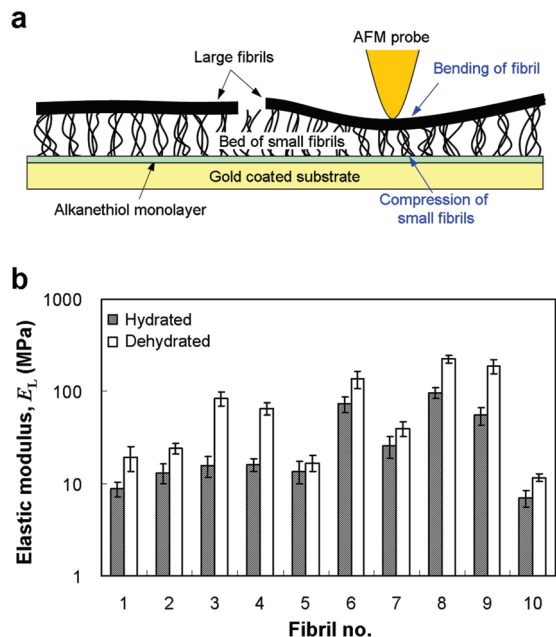 a
AFM probe
Large fibrils
Bending of fibril
Bed of small fibrils
Gold coated substrate
Alkanethiol monolayer
Compression of
small fibrils
b
Elastic modulus, E_L (MPa)
1000
100
10
1
Hydrated
Dehydrated
1 2 3 4 5 6 7 8 9 10
Fibril no.